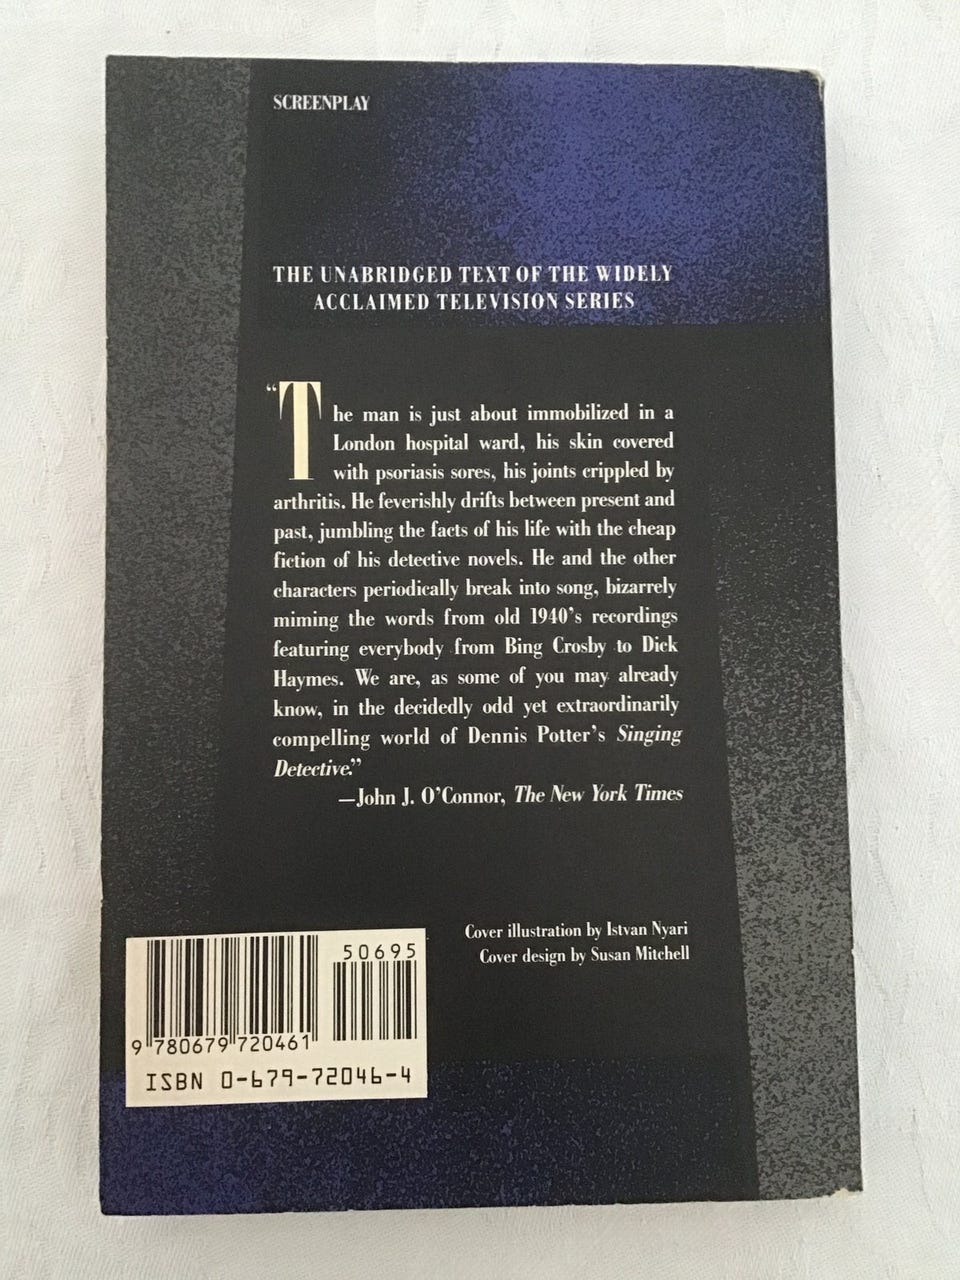 SCREENPLAY
THE UNABRIDGED TEXT OF THE WIDELY
ACCLAIMED TELEVISION SERIES
“The man is just about immobilized in a
London hospital ward, his skin covered
with psoriasis sores, his joints crippled by
arthritis. He feverishly drifts between present and
past, jumbling the facts of his life with the cheap
fiction of his detective novels. He and the other
characters periodically break into song, bizarrely
miming the words from old 1940’s recordings
featuring everybody from Bing Crosby to Dick
Haymes. We are, as some of you may already
know, in the decidedly odd yet extraordinarily
compelling world of Dennis Potter’s Singing
Detective.”
—John J. O’Connor, The New York Times
Cover illustration by Istvan Nyari
Cover design by Susan Mitchell
50695
9 780679 720461
ISBN 0-679-72046-4